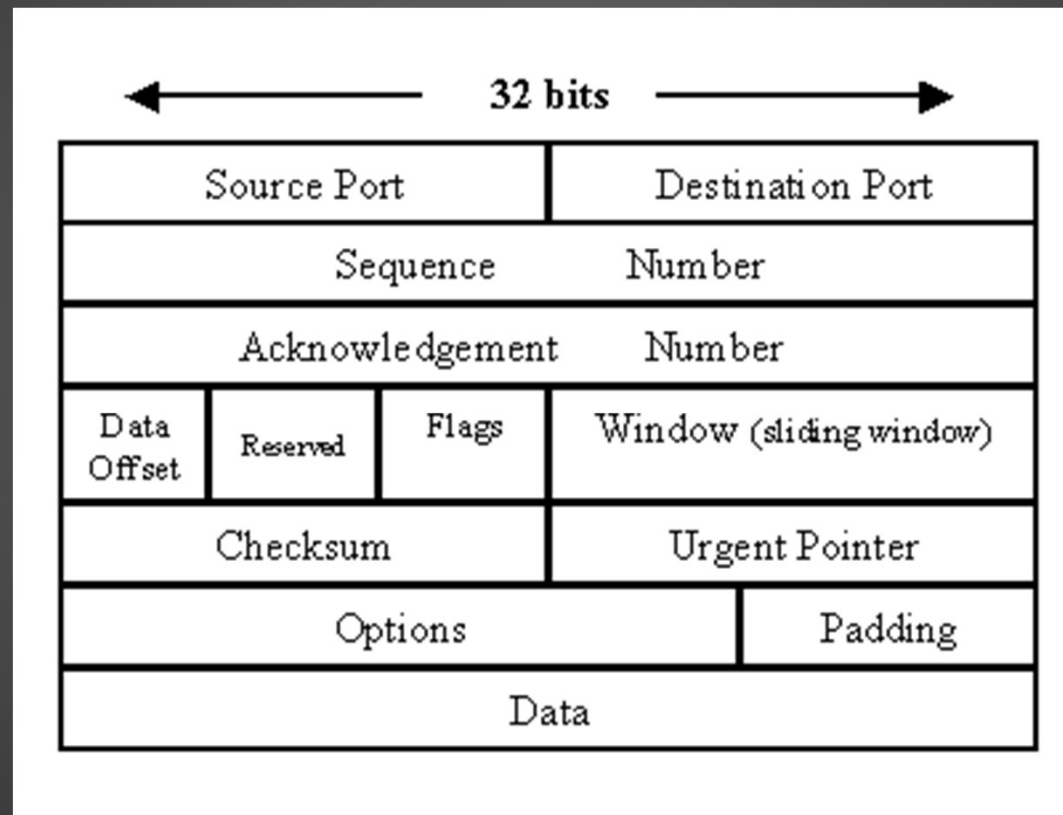 32 bits
Source Port Destination Port
Sequence Number
Acknowledgement Number
Data Offset Reserved Flags Window (sliding window)
Checksum Urgent Pointer
Options Padding
Data